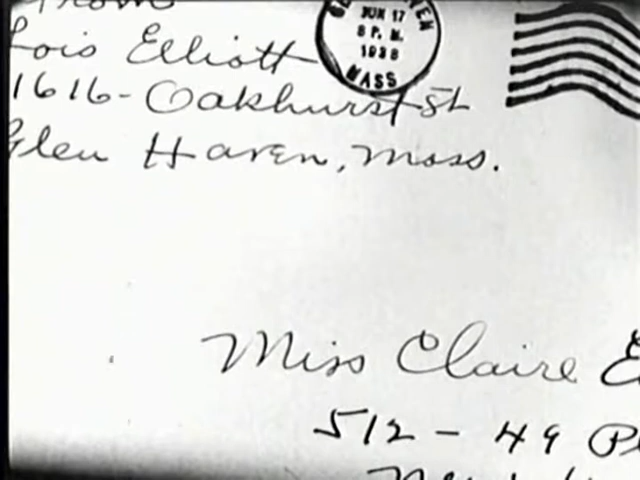 From
Lois Elliott
1616-Oakhurst St
Glen Haven, Mass.
JUN 17
8 P. M.
1938
MASS
Miss Claire
512-49